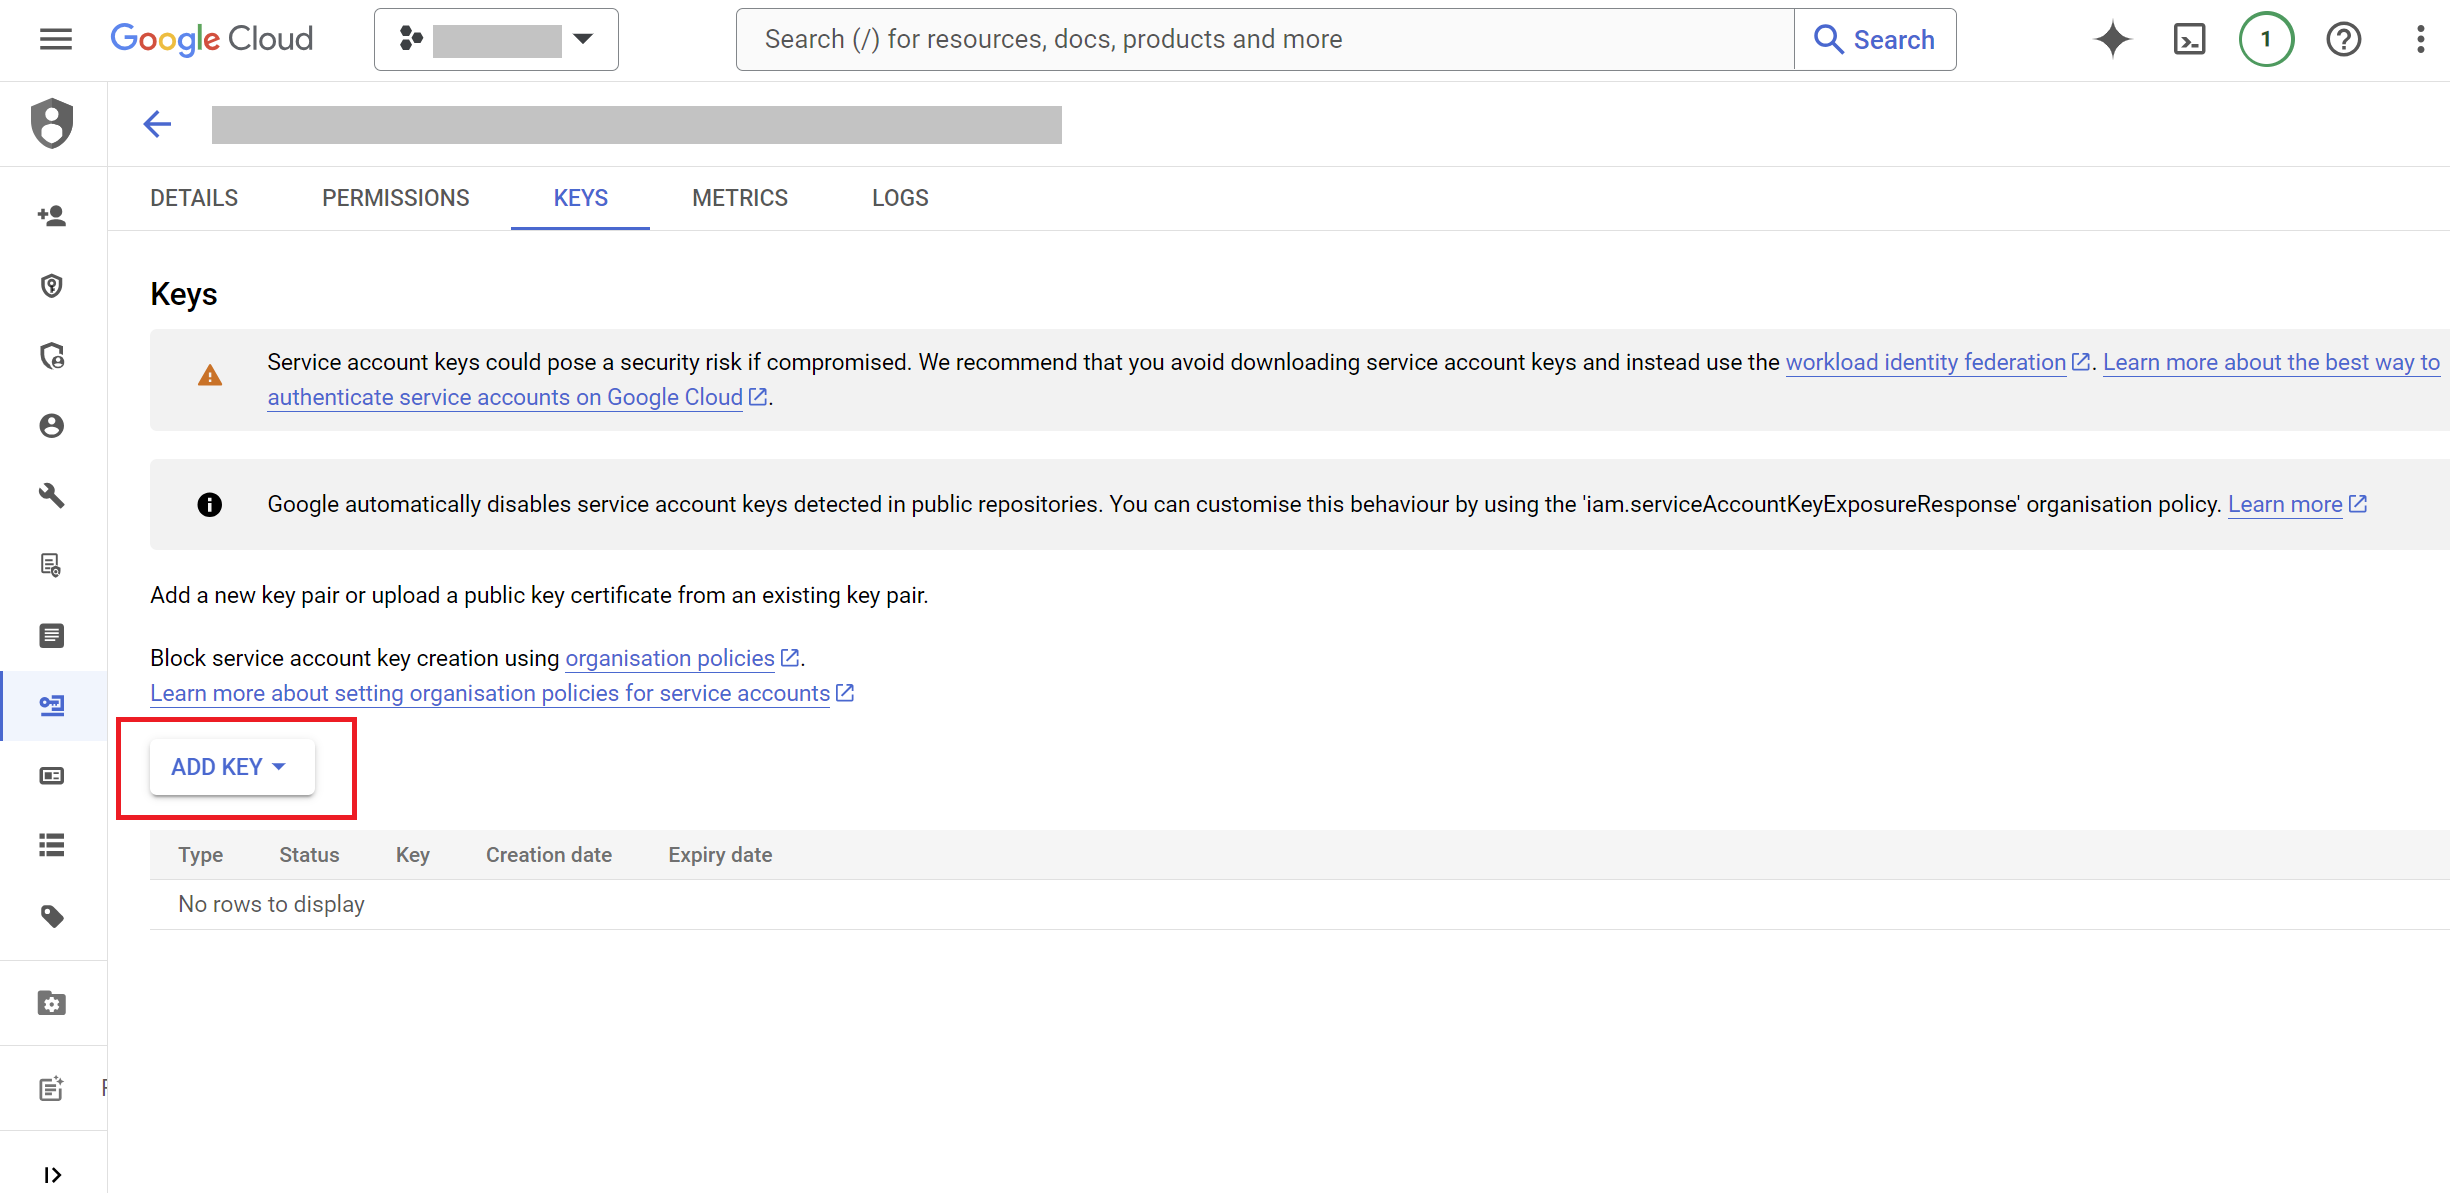 Google Cloud
Search (/) for resources, docs, products and more
Search
1
DETAILS PERMISSIONS KEYS METRICS LOGS
Keys
Service account keys could pose a security risk if compromised. We recommend that you avoid downloading service account keys and instead use the workload identity federation. Learn more about the best way to
authenticate service accounts on Google Cloud.
Google automatically disables service account keys detected in public repositories. You can customise this behaviour by using the 'iam.serviceAccountKeyExposureResponse' organisation policy. Learn more
Add a new key pair or upload a public key certificate from an existing key pair.
Block service account key creation using organisation policies.
Learn more about setting organisation policies for service accounts
ADD KEY
Type Status Key Creation date Expiry date
No rows to display